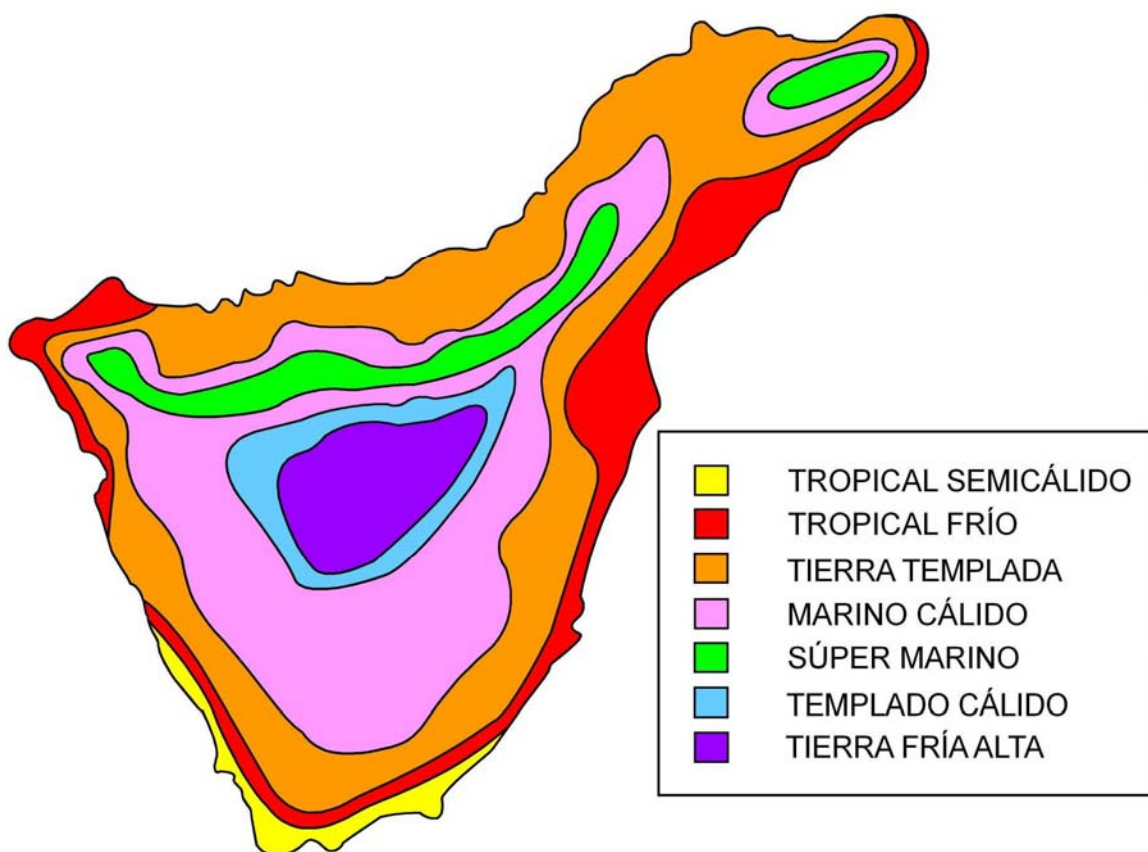 TROPICAL SEMICÁLIDO
TROPICAL FRÍO
TIERRA TEMPLADA
MARINO CÁLIDO
SÚPER MARINO
TEMPLADO CÁLIDO
TIERRA FRÍA ALTA